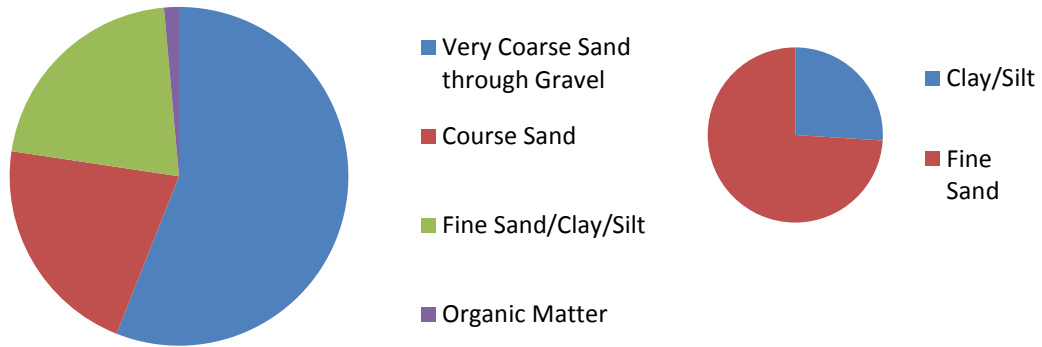 Very Coarse Sand
through Gravel
Course Sand
Fine Sand/Clay/Silt
Organic Matter
Clay/Silt
Fine
Sand